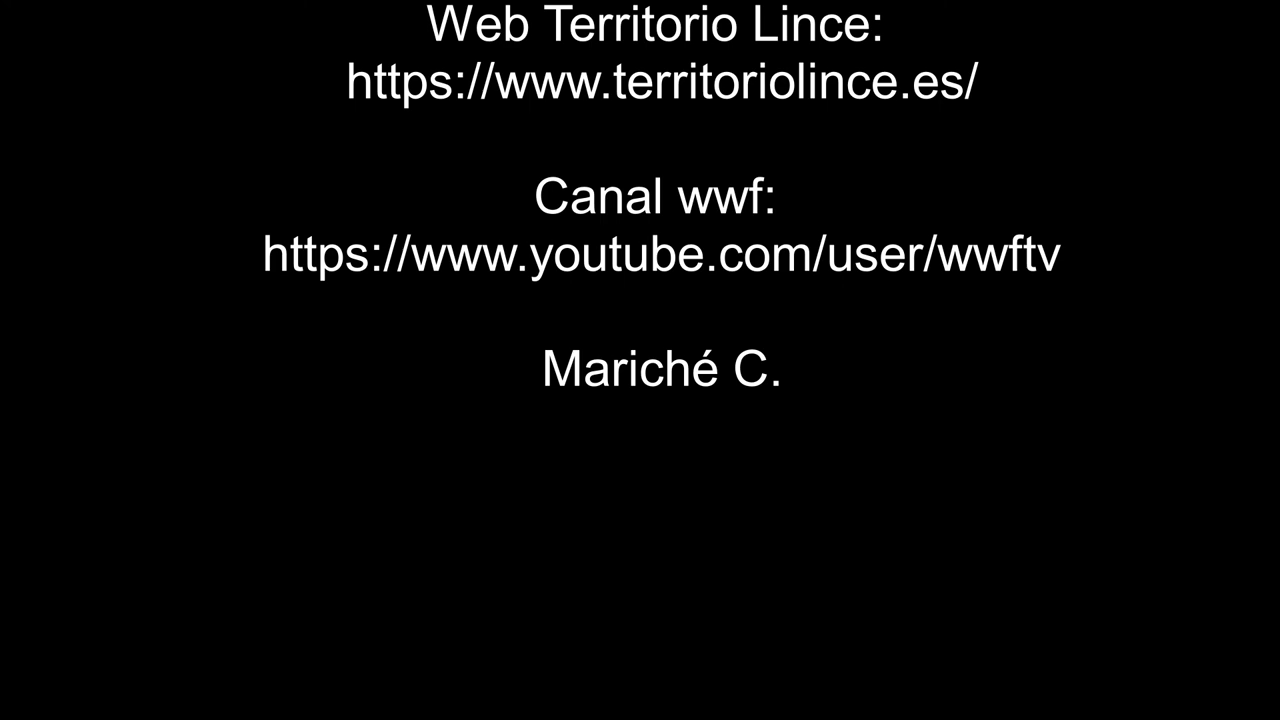 Web Territorio Lince:
https://www.territoriolince.es/
Canal wwf:
https://www.youtube.com/user/wwftv
Mariché C.